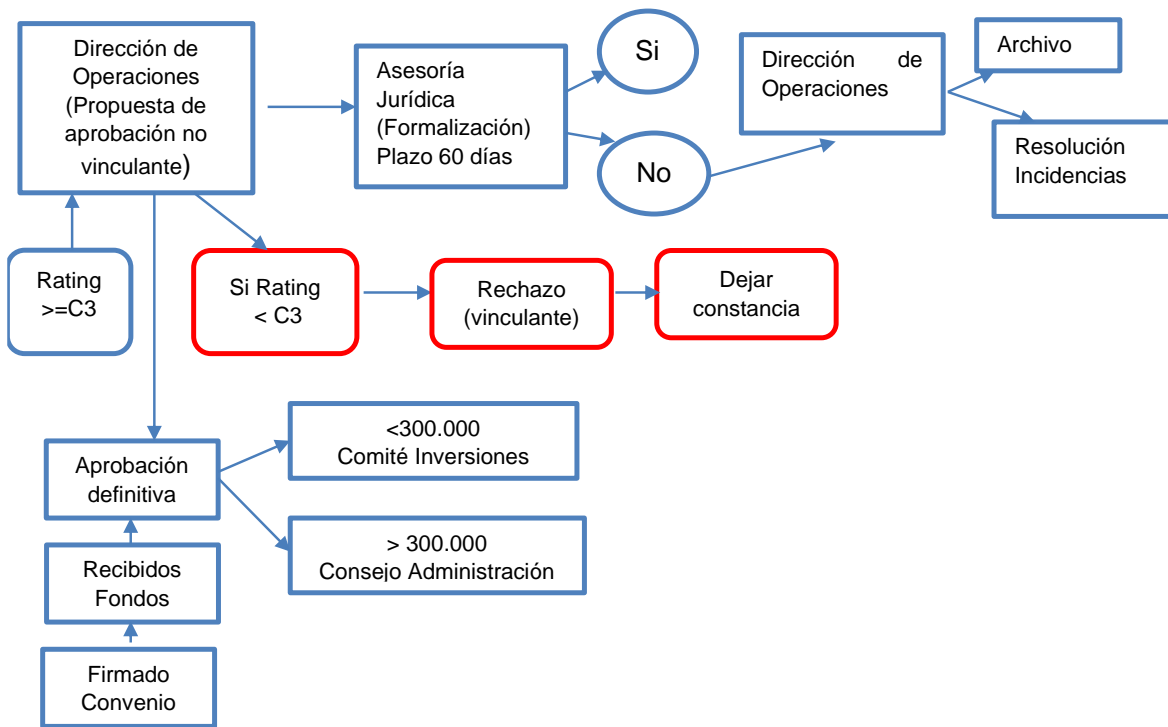 Dirección de
Operaciones
(Propuesta de
aprobación no
vinculante)
Asesoría
Jurídica
(Formalización)
Plazo 60 días
Si
No
Dirección de
Operaciones
Archivo
Resolución
Incidencias
Rating
>=C3
Si Rating
< C3
Rechazo
(vinculante)
Dejar
constancia
Aprobación
definitiva
<300.000
Comité Inversiones
> 300.000
Consejo Administración
Recibidos
Fondos
Firmado
Convenio